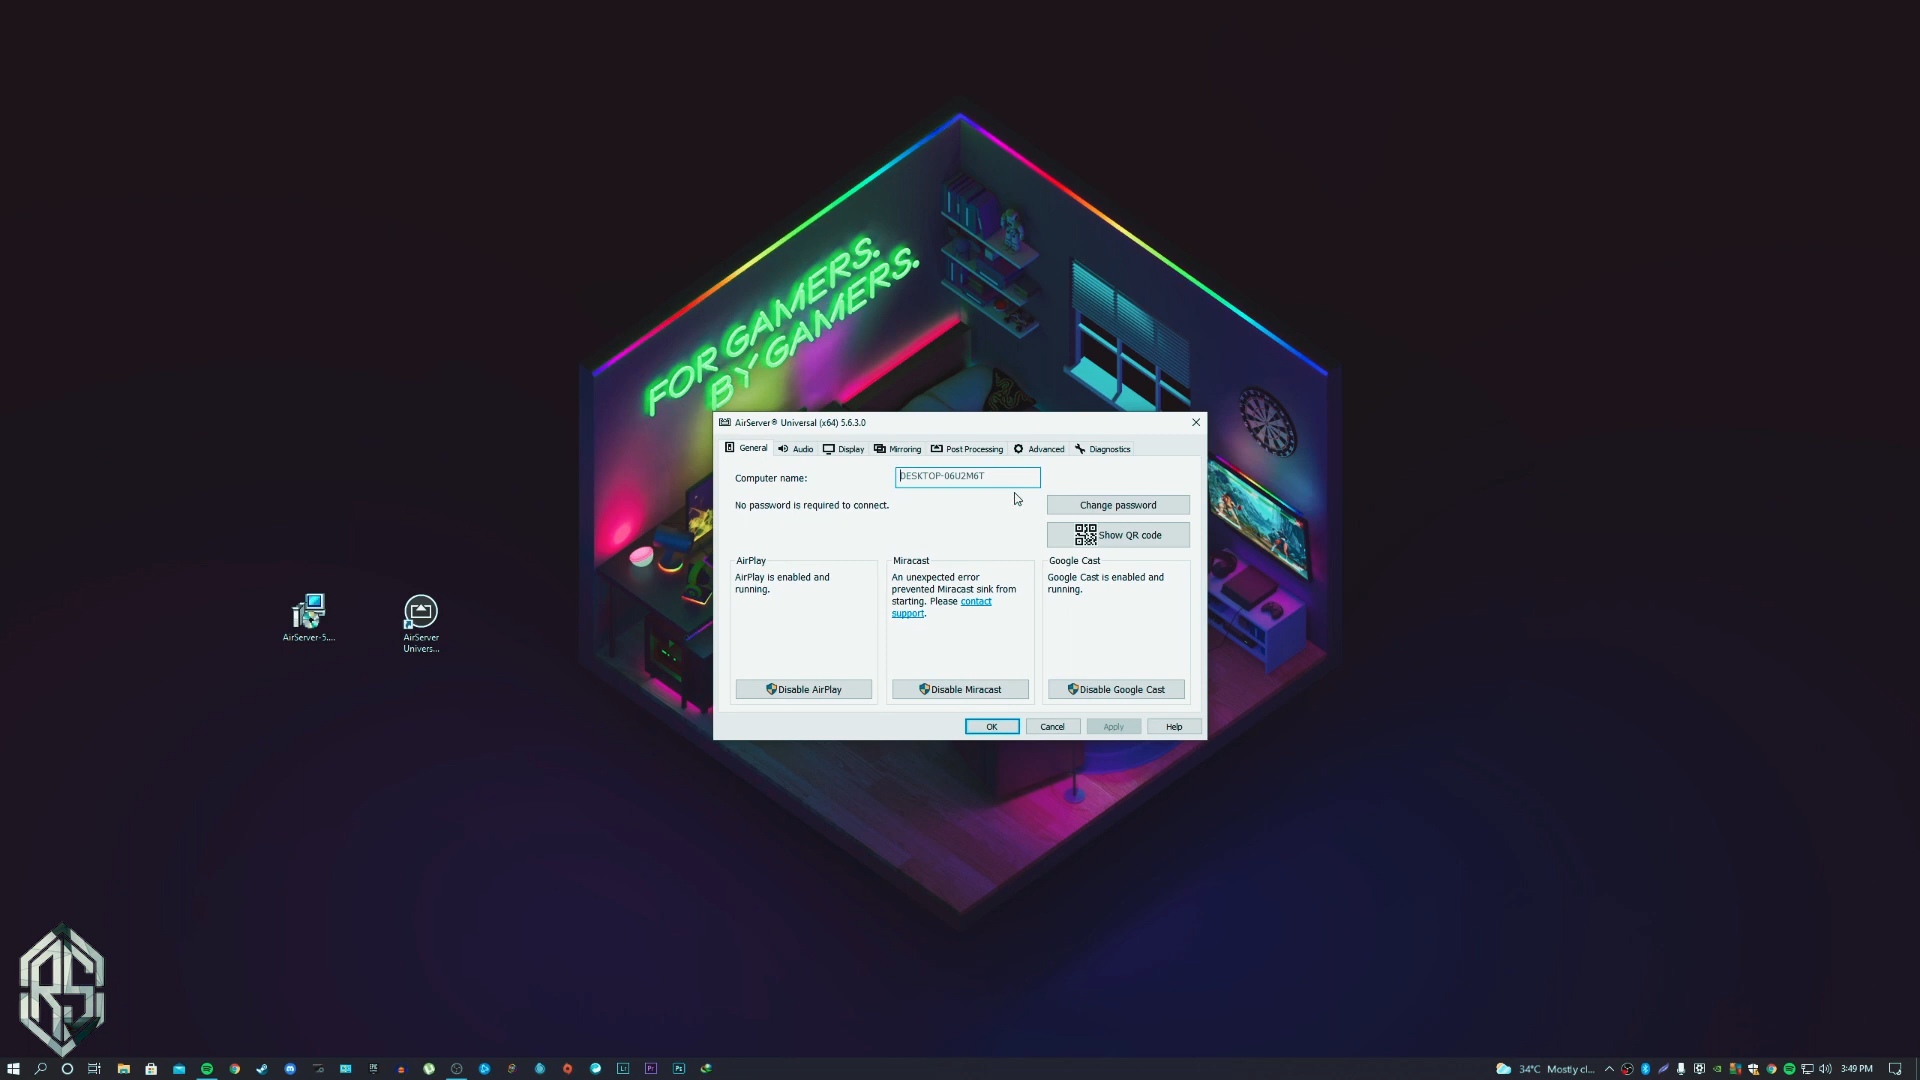 FOR GAMERS.
BY GAMERS.
AirServer® Universal (x64) 5.6.3.0
General
Audio
Display
Mirroring
Post Processing
Advanced
Diagnostics
Computer name:
DESKTOP-06U2M6T
No password is required to connect.
Change password
Show QR code
AirPlay
AirPlay is enabled and
running.
Disable AirPlay
Miracast
An unexpected error
prevented Miracast sink from
starting. Please contact
support.
Disable Miracast
Google Cast
Google Cast is enabled and
running.
Disable Google Cast
OK
Cancel
Apply
Help
AirServer-5....
AirServer
Univers...
RS
Lr
Pr
Ps
34°C Mostly cl...
3:49 PM